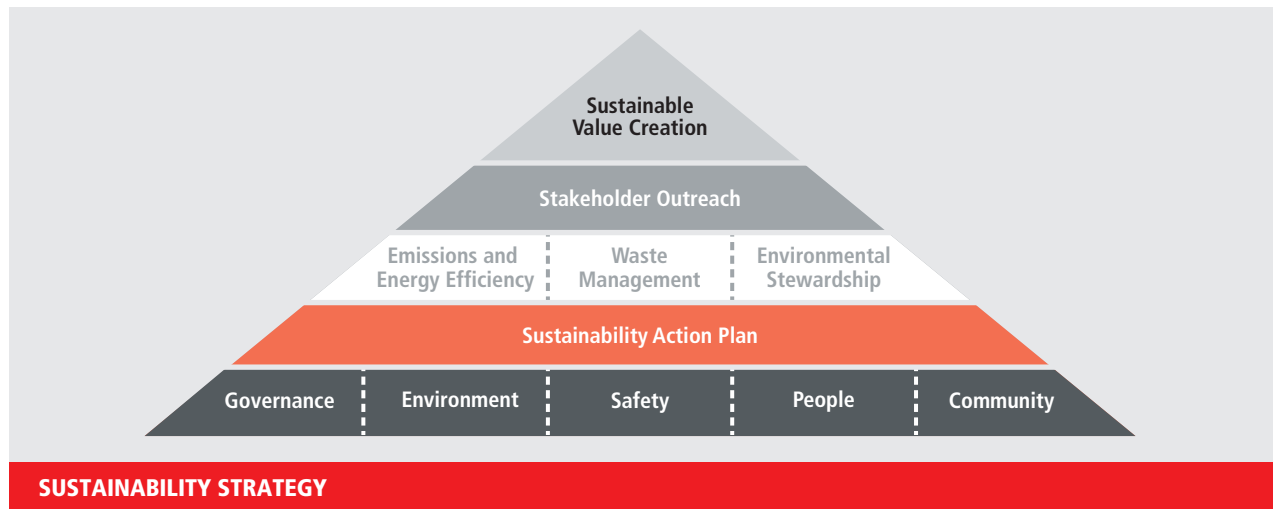 Sustainable
Value Creation
Stakeholder Outreach
Emissions and
Energy Efficiency
Waste
Management
Environmental
Stewardship
Sustainability Action Plan
Governance
Environment
Safety
People
Community
SUSTAINABILITY STRATEGY